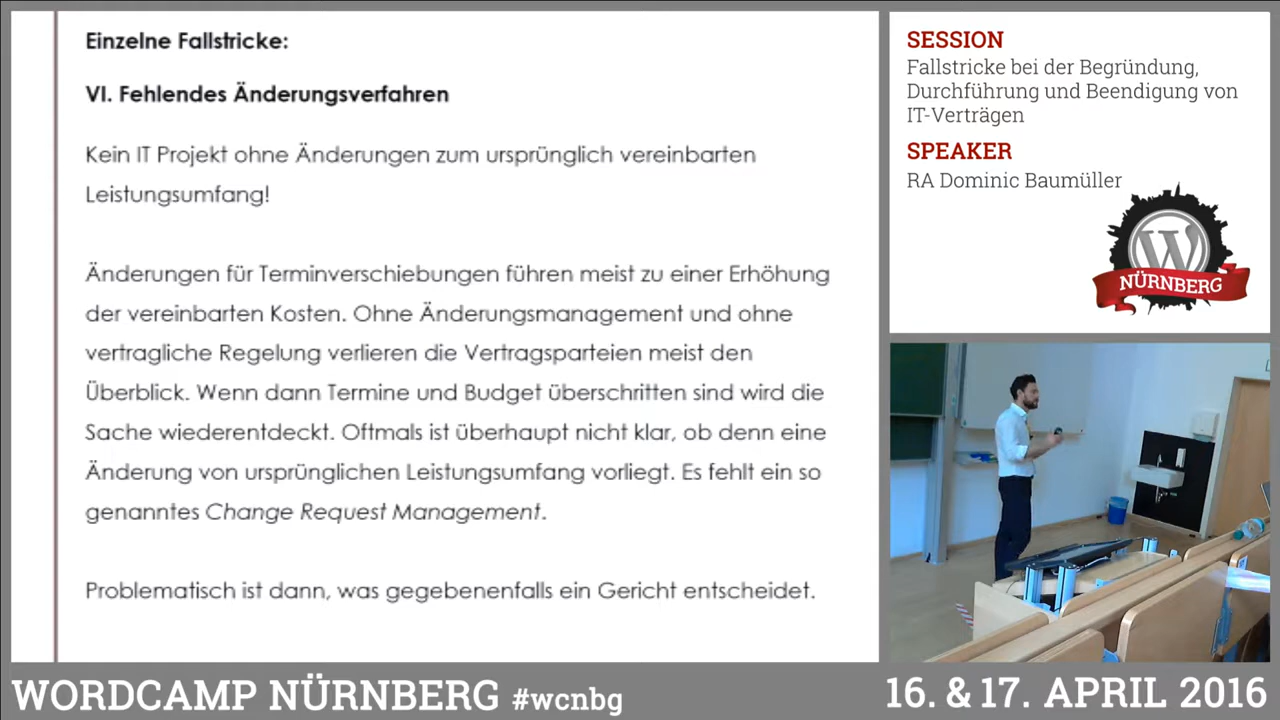 Einzelne Fallstricke:
VI. Fehlendes Änderungsverfahren
Kein IT Projekt ohne Änderungen zum ursprünglich vereinbarten
Leistungsumfang!
Änderungen für Terminverschiebungen führen meist zu einer Erhöhung
der vereinbarten Kosten. Ohne Änderungsmanagement und ohne
vertragliche Regelung verlieren die Vertragsparteien meist den
Überblick. Wenn dann Termine und Budget überschritten sind wird die
Sache wiederentdeckt. Oftmals ist überhaupt nicht klar, ob denn eine
Änderung von ursprünglichen Leistungsumfang vorliegt. Es fehlt ein so
genanntes Change Request Management.
Problematisch ist dann, was gegebenenfalls ein Gericht entscheidet.
SESSION
Fallstricke bei der Begründung,
Durchführung und Beendigung von
IT-Verträgen
SPEAKER
RA Dominic Baumüller
W
NÜRNBERG
WORDCAMP NÜRNBERG #wcnbg
16. & 17. APRIL 2016